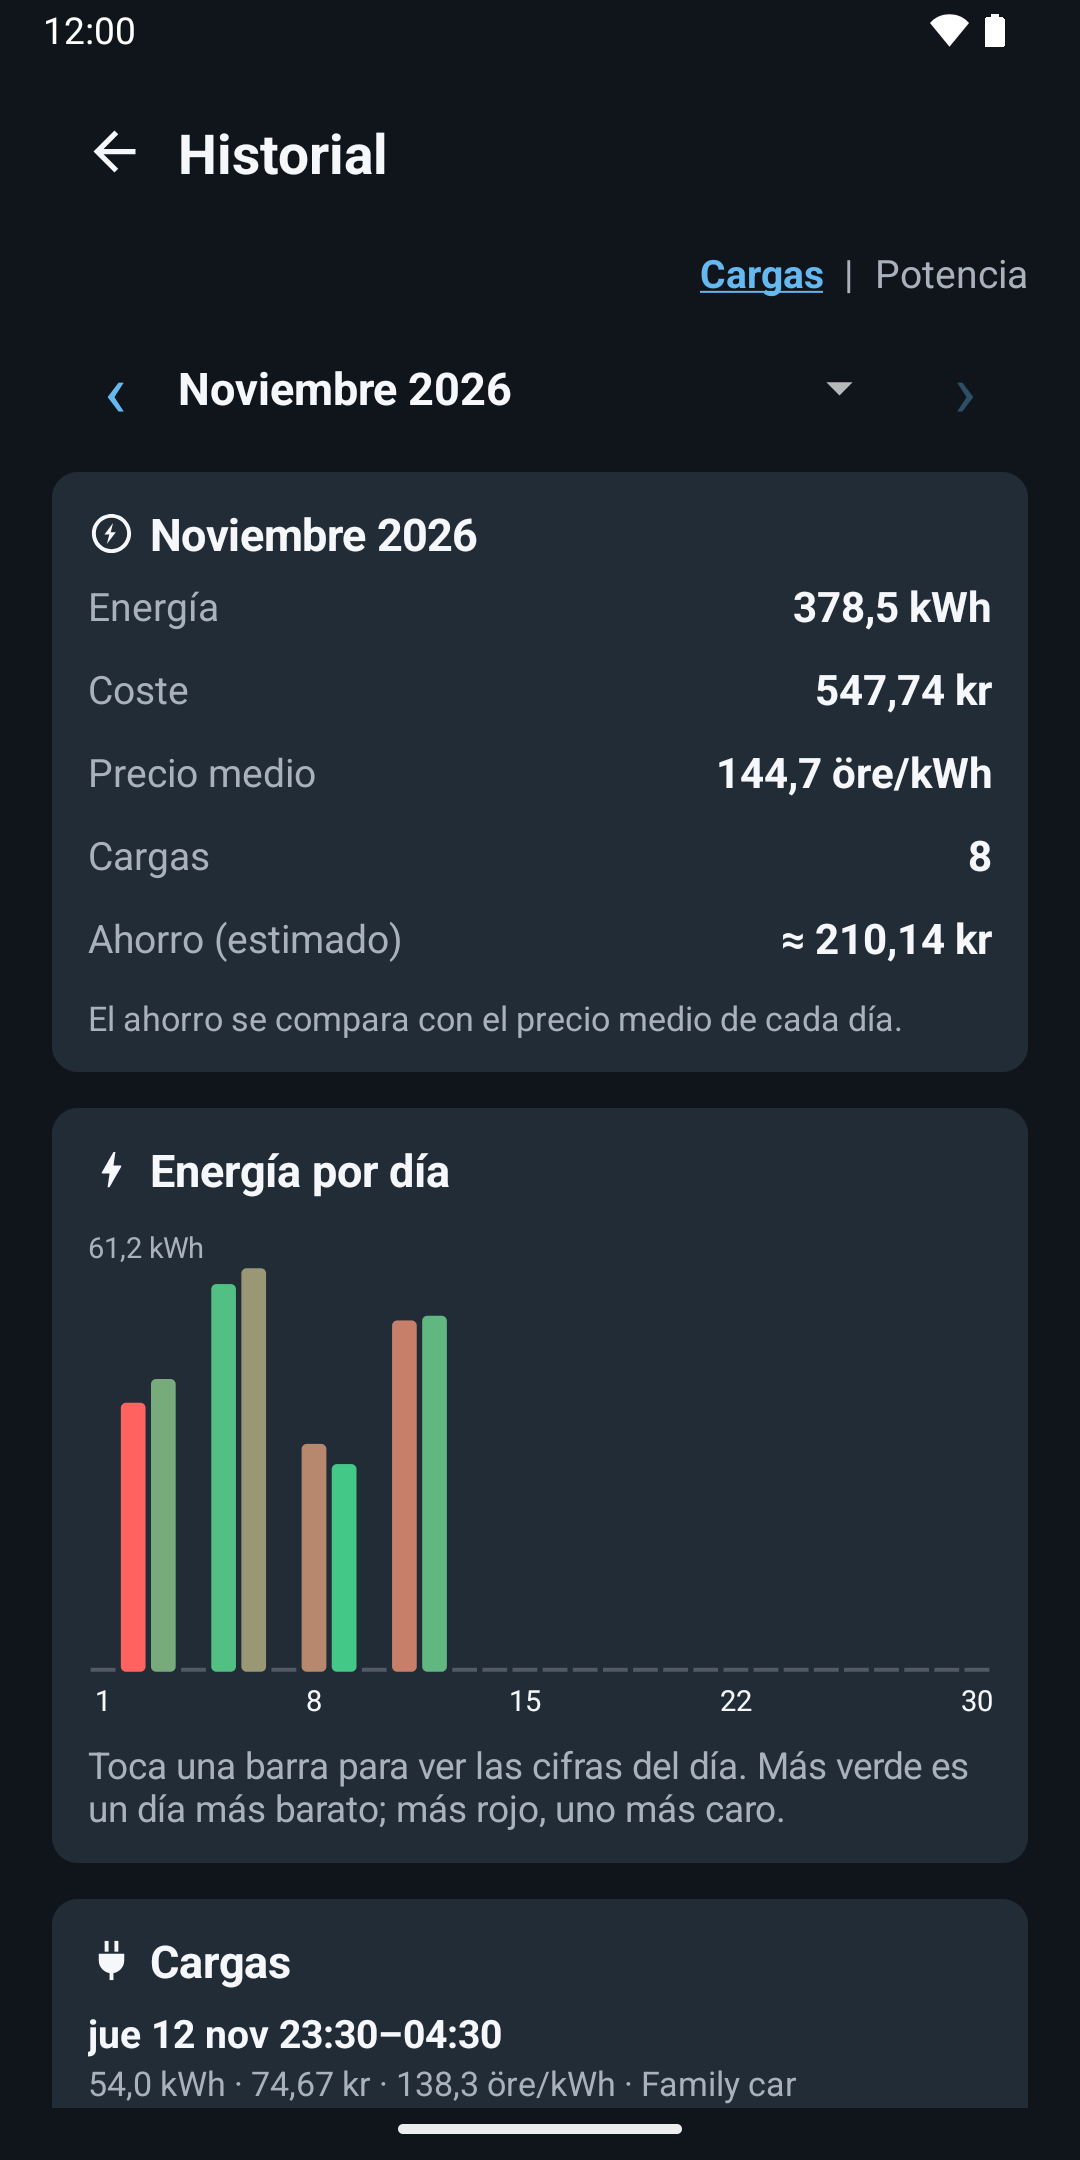 12:00
Historial
Cargas | Potencia
‹ Noviembre 2026 ›
Noviembre 2026
Energía 378,5 kWh
Coste 547,74 kr
Precio medio 144,7 öre/kWh
Cargas 8
Ahorro (estimado) ≈ 210,14 kr
El ahorro se compara con el precio medio de cada día.
Energía por día
61,2 kWh
1 8 15 22 30
Toca una barra para ver las cifras del día. Más verde es
un día más barato; más rojo, uno más caro.
Cargas
jue 12 nov 23:30–04:30
54,0 kWh · 74,67 kr · 138,3 öre/kWh · Family car